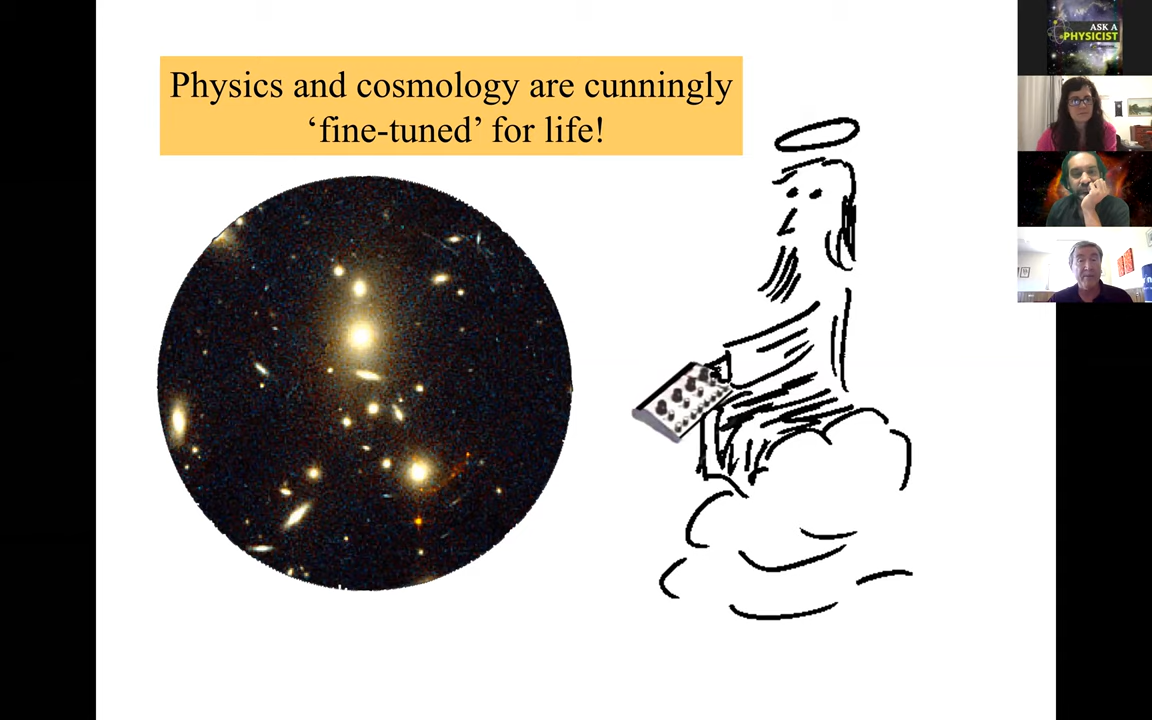 Physics and cosmology are cunningly
‘fine-tuned’ for life!
ASK A
PHYSICIST